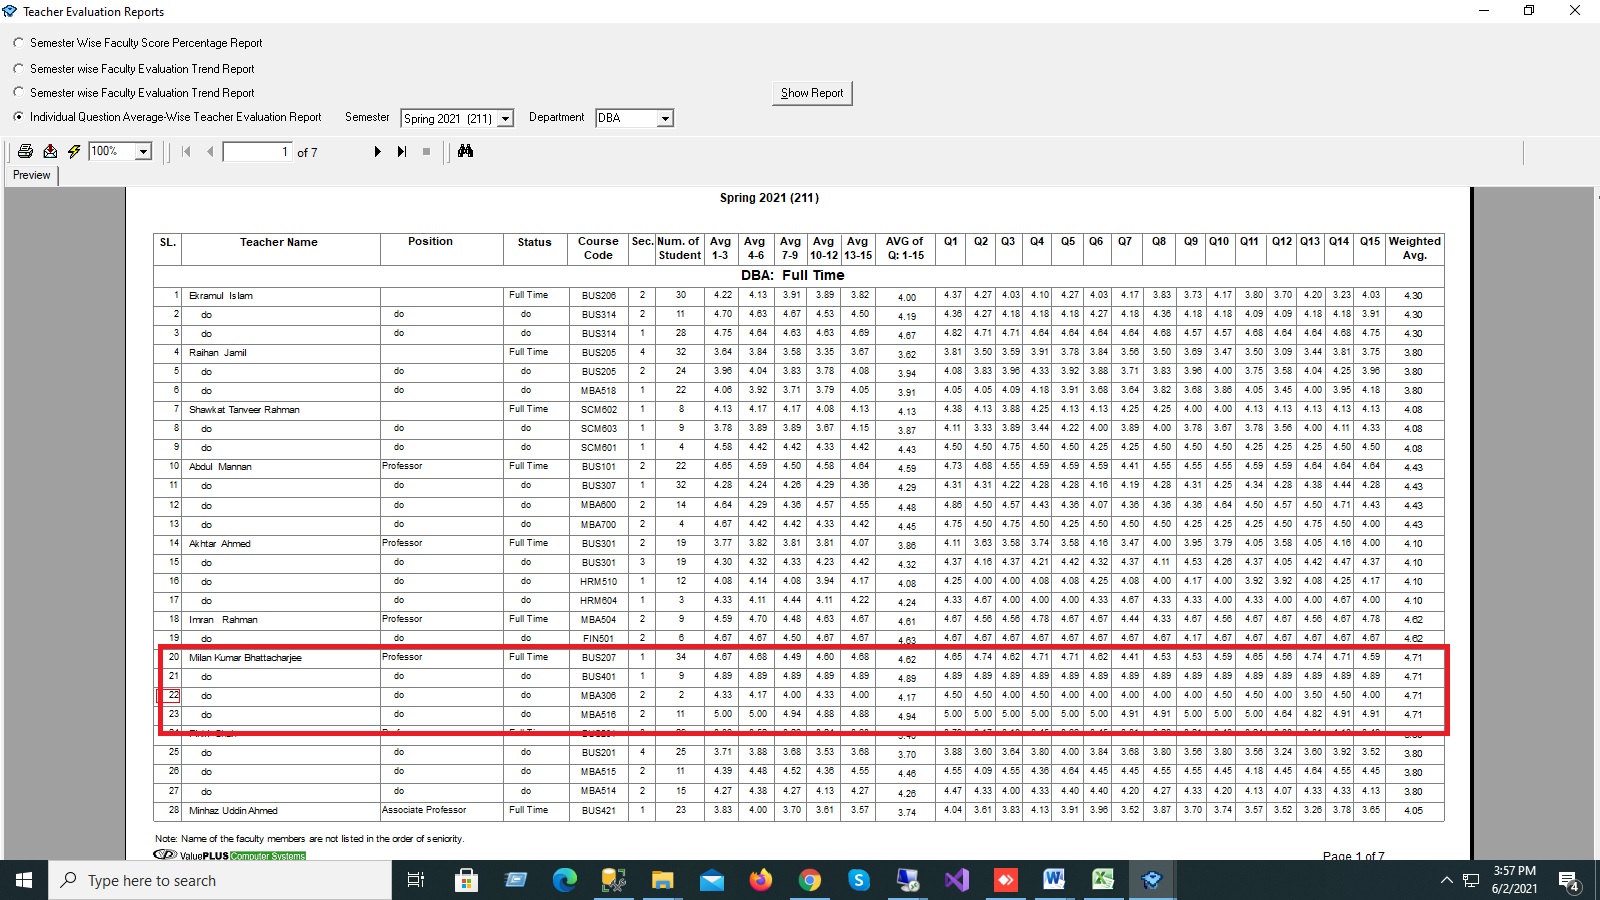 Teacher Evaluation Reports
Semester Wise Faculty Score Percentage Report
Semester wise Faculty Evaluation Trend Report
Semester wise Faculty Evaluation Trend Report
Show Report
Individual Question Average-Wise Teacher Evaluation Report Semester Spring 2021 (211) Department DBA
100% 1 of 7
Preview
Spring 2021 (211)
SL. Teacher Name Position Status Course Code Sec. Num. of Student Avg 1-3 Avg 4-6 Avg 7-9 Avg 10-12 Avg 13-15 AVG of Q: 1-15 Q1 Q2 Q3 Q4 Q5 Q6 Q7 Q8 Q9 Q10 Q11 Q12 Q13 Q14 Q15 Weighted Avg.
DBA: Full Time
1 Ekramul Islam Full Time BUS206 2 30 4.22 4.13 3.91 3.89 3.82 4.00 4.37 4.27 4.03 4.10 4.27 4.03 4.17 3.83 3.73 4.17 3.80 3.70 4.20 3.23 4.03 4.30
2 do do do BUS314 2 11 4.70 4.63 4.67 4.53 4.50 4.19 4.36 4.27 4.18 4.18 4.18 4.27 4.18 4.36 4.18 4.18 4.09 4.09 4.18 4.18 3.91 4.30
3 do do do BUS314 1 28 4.75 4.64 4.63 4.63 4.69 4.67 4.82 4.71 4.71 4.64 4.64 4.64 4.64 4.68 4.57 4.57 4.68 4.64 4.64 4.68 4.75 4.30
4 Raihan Jamil Full Time BUS205 4 32 3.64 3.84 3.58 3.35 3.67 3.62 3.81 3.50 3.59 3.91 3.78 3.84 3.56 3.50 3.69 3.47 3.50 3.09 3.44 3.81 3.75 3.80
5 do do do BUS205 2 24 3.96 4.04 3.83 3.78 4.08 3.94 4.08 3.83 3.96 4.33 3.92 3.88 3.71 3.83 3.96 4.00 3.75 3.58 4.04 4.25 3.96 3.80
6 do do do MBA518 1 22 4.06 3.92 3.71 3.79 4.05 3.91 4.05 4.05 4.09 4.18 3.91 3.68 3.64 3.82 3.68 3.86 4.05 3.45 4.00 3.95 4.18 3.80
7 Shawkat Tanveer Rahman Full Time SCM602 1 8 4.13 4.17 4.17 4.08 4.13 4.13 4.38 4.13 3.88 4.25 4.13 4.13 4.25 4.25 4.00 4.00 4.13 4.13 4.13 4.13 4.13 4.08
8 do do do SCM603 1 9 3.78 3.89 3.89 3.67 4.15 3.87 4.11 3.33 3.89 3.44 4.22 4.00 3.89 4.00 3.78 3.67 3.78 3.56 4.00 4.11 4.33 4.08
9 do do do SCM601 1 4 4.58 4.42 4.42 4.33 4.42 4.43 4.50 4.50 4.75 4.50 4.50 4.25 4.25 4.50 4.50 4.50 4.25 4.25 4.25 4.50 4.50 4.08
10 Abdul Mannan Professor Full Time BUS101 2 22 4.65 4.59 4.50 4.58 4.64 4.59 4.73 4.68 4.55 4.59 4.59 4.59 4.41 4.55 4.55 4.55 4.59 4.59 4.64 4.64 4.64 4.43
11 do do do BUS307 1 32 4.28 4.24 4.26 4.29 4.36 4.29 4.31 4.31 4.22 4.28 4.28 4.16 4.19 4.28 4.31 4.25 4.34 4.28 4.38 4.44 4.28 4.43
12 do do do MBA600 2 14 4.64 4.29 4.36 4.57 4.55 4.48 4.86 4.50 4.57 4.43 4.36 4.07 4.36 4.36 4.36 4.64 4.50 4.57 4.50 4.71 4.43 4.43
13 do do do MBA700 2 4 4.67 4.42 4.42 4.33 4.42 4.45 4.75 4.50 4.75 4.50 4.25 4.50 4.50 4.50 4.25 4.25 4.25 4.50 4.75 4.50 4.00 4.43
14 Akhtar Ahmed Professor Full Time BUS301 2 19 3.77 3.82 3.81 3.81 4.07 3.86 4.11 3.63 3.58 3.74 3.58 4.16 3.47 4.00 3.95 3.79 4.05 3.58 4.05 4.16 4.00 4.10
15 do do do BUS301 3 19 4.30 4.32 4.33 4.23 4.42 4.32 4.37 4.16 4.37 4.21 4.42 4.32 4.37 4.11 4.53 4.26 4.37 4.05 4.42 4.47 4.37 4.10
16 do do do HRM510 1 12 4.08 4.14 4.08 3.94 4.17 4.08 4.25 4.00 4.00 4.08 4.08 4.25 4.08 4.00 4.17 4.00 3.92 3.92 4.08 4.25 4.17 4.10
17 do do do HRM604 1 3 4.33 4.11 4.44 4.11 4.22 4.24 4.33 4.67 4.00 4.00 4.00 4.33 4.67 4.33 4.33 4.00 4.33 4.00 4.00 4.67 4.00 4.10
18 Imran Rahman Professor Full Time MBA504 2 9 4.59 4.70 4.48 4.63 4.67 4.61 4.67 4.56 4.56 4.78 4.67 4.67 4.44 4.33 4.67 4.56 4.67 4.67 4.67 4.56 4.78 4.62
19 do do do FIN501 2 6 4.67 4.67 4.50 4.67 4.67 4.63 4.67 4.67 4.67 4.67 4.67 4.67 4.67 4.67 4.17 4.67 4.67 4.67 4.67 4.67 4.67 4.62
20 Milan Kumar Bhattacharjee Professor Full Time BUS207 1 34 4.67 4.68 4.49 4.60 4.68 4.62 4.65 4.74 4.62 4.71 4.71 4.62 4.41 4.53 4.53 4.59 4.65 4.56 4.74 4.71 4.59 4.71
21 do do do BUS401 1 9 4.89 4.89 4.89 4.89 4.89 4.89 4.89 4.89 4.89 4.89 4.89 4.89 4.89 4.89 4.89 4.89 4.89 4.89 4.89 4.89 4.89 4.71
22 do do do MBA306 2 2 4.33 4.17 4.00 4.33 4.00 4.17 4.50 4.50 4.00 4.50 4.00 4.00 4.00 4.00 4.00 4.50 4.50 4.00 3.50 4.50 4.00 4.71
23 do do do MBA516 2 11 5.00 5.00 4.94 4.88 4.88 4.94 5.00 5.00 5.00 5.00 5.00 5.00 4.91 4.91 5.00 5.00 5.00 4.64 4.82 4.91 4.91 4.71
25 do do do BUS201 4 25 3.71 3.88 3.68 3.53 3.68 3.70 3.88 3.60 3.64 3.80 4.00 3.84 3.68 3.80 3.56 3.80 3.56 3.24 3.60 3.92 3.52 3.80
26 do do do MBA515 2 11 4.39 4.48 4.52 4.36 4.55 4.46 4.55 4.09 4.55 4.36 4.64 4.45 4.45 4.55 4.55 4.45 4.18 4.45 4.64 4.55 4.45 3.80
27 do do do MBA514 2 15 4.27 4.38 4.27 4.13 4.27 4.26 4.47 4.33 4.00 4.33 4.40 4.40 4.20 4.27 4.33 4.20 4.13 4.07 4.33 4.33 4.13 3.80
28 Minhaz Uddin Ahmed Associate Professor Full Time BUS421 1 23 3.83 4.00 3.70 3.61 3.57 3.74 4.04 3.61 3.83 4.13 3.91 3.96 3.52 3.87 3.70 3.74 3.57 3.52 3.26 3.78 3.65 4.05
Note: Name of the faculty members are not listed in the order of seniority.
ValuePLUS Computer Systems Page 1 of 7
Type here to search
3:57 PM
6/2/2021
4